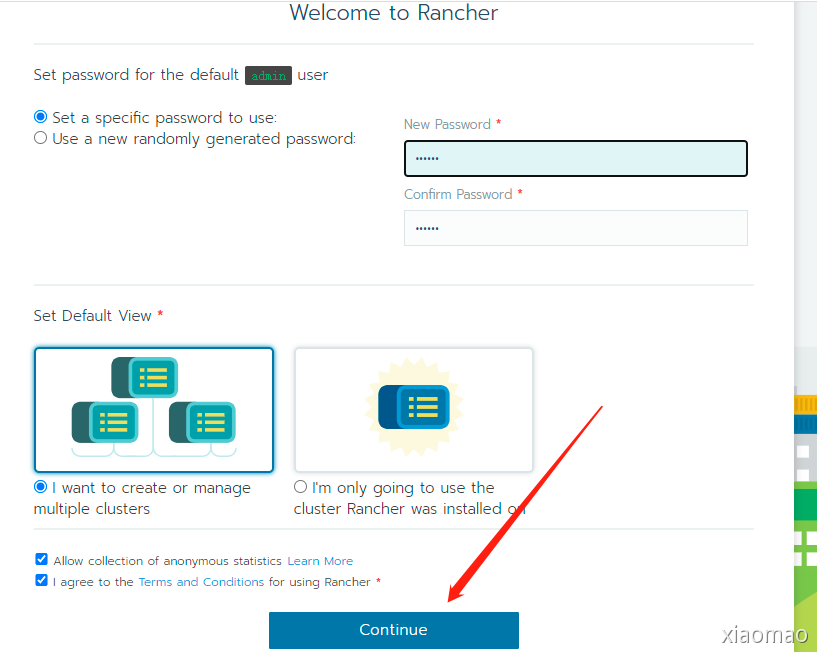 Welcome to Rancher
Set password for the default admin user
Set a specific password to use:
Use a new randomly generated password:
New Password *
••••••
Confirm Password *
••••••
Set Default View *
I want to create or manage
multiple clusters
I'm only going to use the
cluster Rancher was installed on
Allow collection of anonymous statistics Learn More
I agree to the Terms and Conditions for using Rancher *
Continue
xiaomao